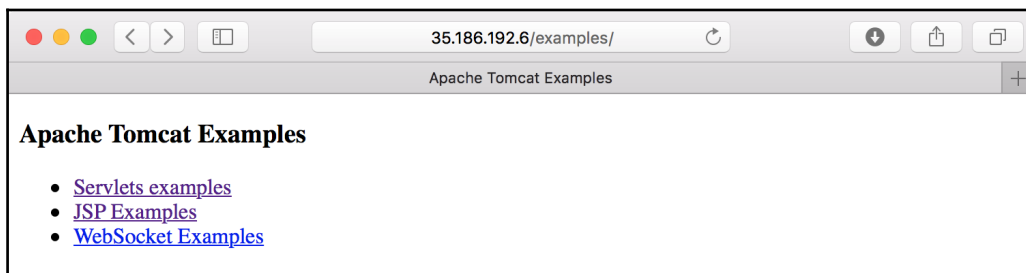 35.186.192.6/examples/
Apache Tomcat Examples
Apache Tomcat Examples
Servlets examples
JSP Examples
WebSocket Examples